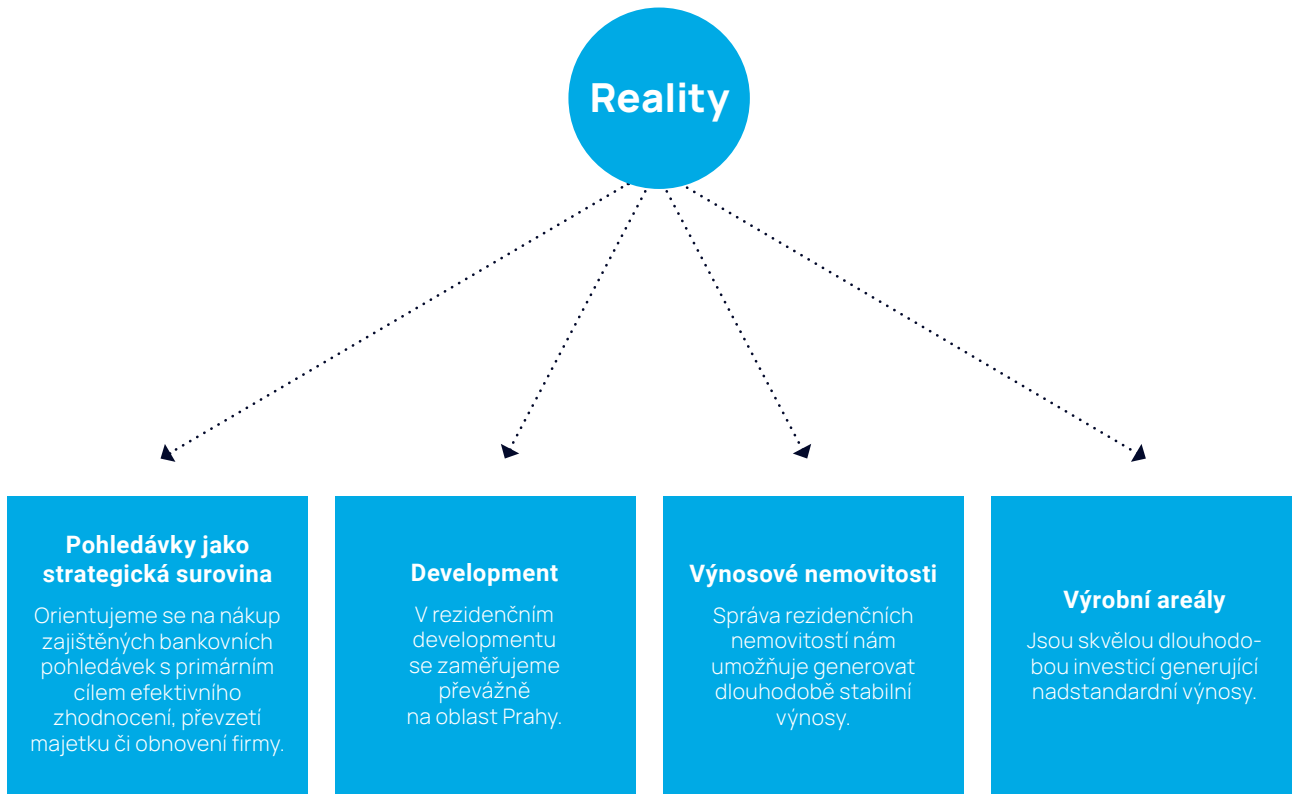 Reality
Pohledávky jako
strategická surovina
Orientujeme se na nákup
zajištěných bankovních
pohledávek s primárním
cílem efektivního
zhodnocení, převzetí
majetku či obnovení firmy.
Development
V rezidenčním
developmentu
se zaměřujeme
převážně
na oblast Prahy.
Výnosové nemovitosti
Správa rezidenčních
nemovitostí nám
umožňuje generovat
dlouhodobě stabilní
výnosy.
Výrobní areály
Jsou skvělou dlouhodo-
bou investicí generující
nadstandardní výnosy.